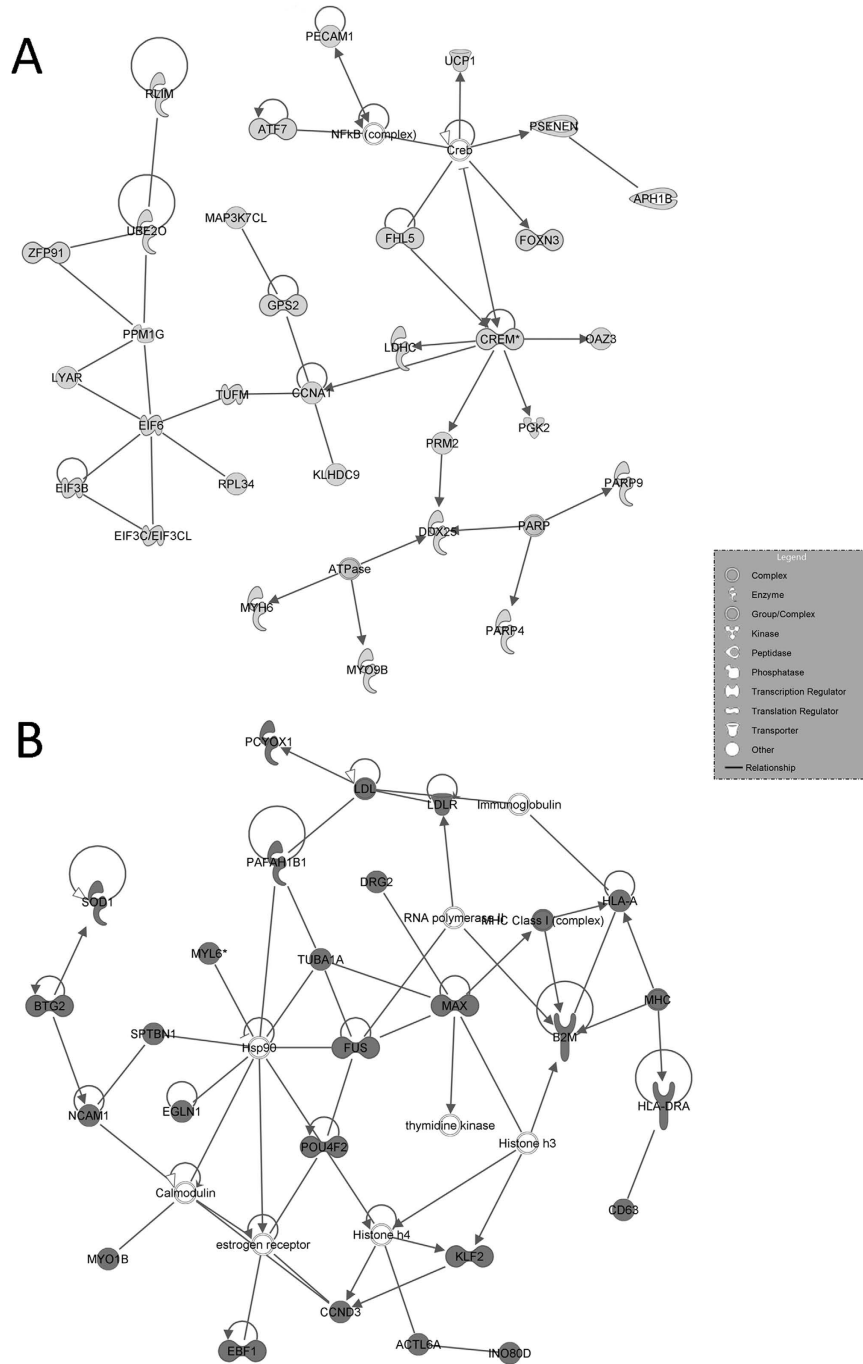 A
PECAM1
UCP1
RLIM
ATF7
NFkB (complex)
Creb
PSENEN
APH1B
MAP3K7CL
UBE2O
ZFP91
FHL5
FOXN3
GPS2
PPM1G
LDHC
CREM*
OAZ3
LYAR
TUFM
CCNA1
EIF6
PRM2
PGK2
EIF3B
RPL34
KLHDC9
PARP9
EIF3C/EIF3CL
DDX25
PARP
ATPase
MYH6
PARP4
MYO9B
Legend
Complex
Enzyme
Group/Complex
Kinase
Peptidase
Phosphatase
Transcription Regulator
Translation Regulator
Transporter
Other
Relationship
B
PCYOX1
LDL
LDLR
Immunoglobulin
PAFAH1B1
DRG2
SOD1
HLA-A
RNA polymerase II
MHC Class I (complex)
MYL6*
TUBA1A
BTG2
MAX
MHC
SPTBN1
Hsp90
FUS
B2M
NCAM1
EGLN1
HLA-DRA
thymidine kinase
POU4F2
Histone h3
Calmodulin
CD63
estrogen receptor
Histone h4
MYO1B
KLF2
CCND3
EBF1
ACTL6A
INO80D